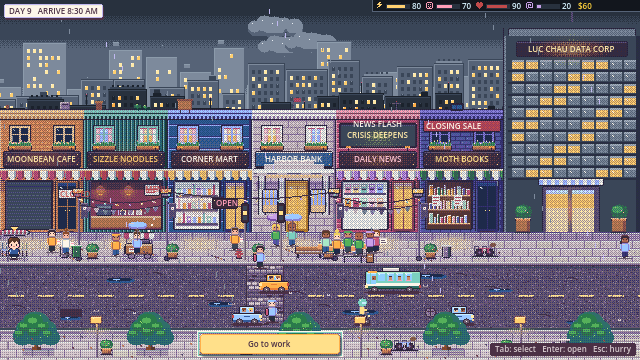 DAY 9 ARRIVE 8:30 AM
80 70 90 20 $60
LUC CHAU DATA CORP
NEWS FLASH
CRISIS DEEPENS
CLOSING SALE
MOONBEAN CAFE
SIZZLE NOODLES
CORNER MART
HARBOR BANK
DAILY NEWS
MOTH BOOKS
OPEN
Go to work
Tab: select Enter: open Esc: hurry